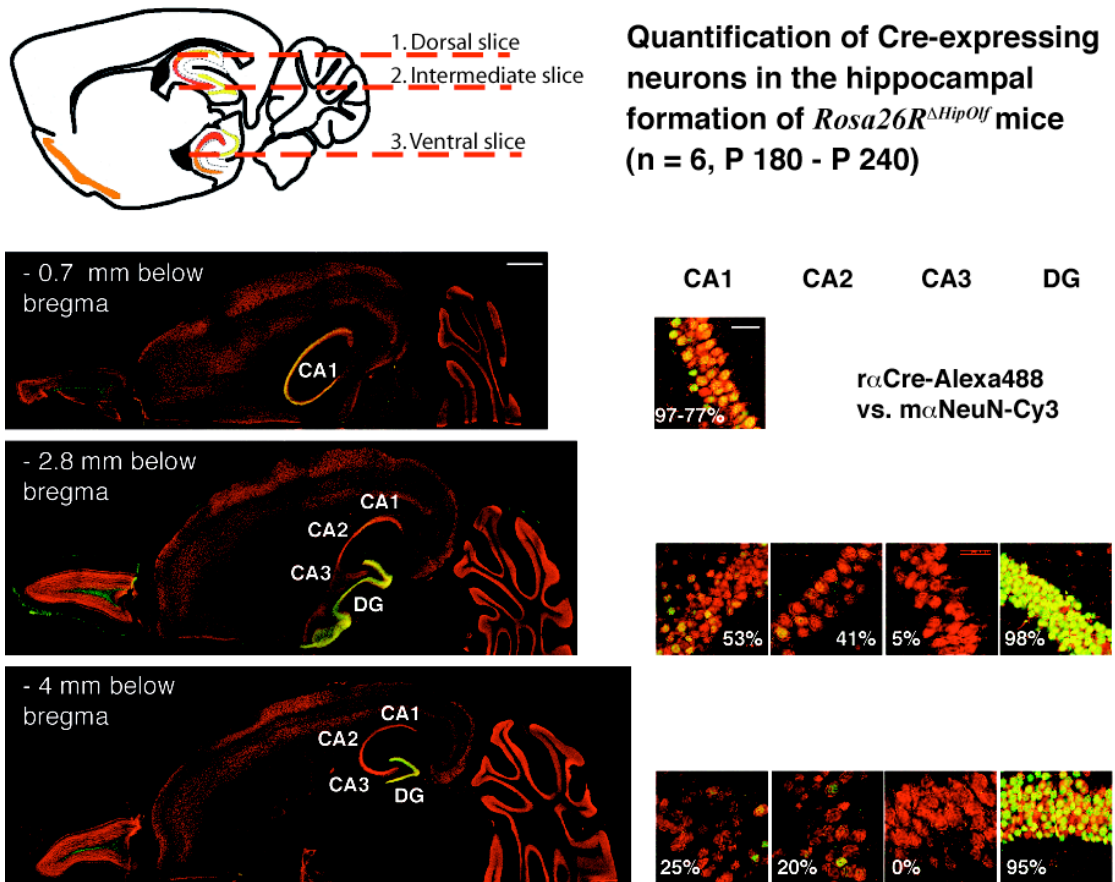 1. Dorsal slice
2. Intermediate slice
3. Ventral slice
Quantification of Cre-expressing
neurons in the hippocampal
formation of Rosa26R^ΔHipOlf mice
(n = 6, P 180 - P 240)
- 0.7 mm below
bregma
CA1
CA1 CA2 CA3 DG
97-77%
rαCre-Alexa488
vs. mαNeuN-Cy3
- 2.8 mm below
bregma
CA1
CA2
CA3
DG
53% 41% 5% 98%
- 4 mm below
bregma
CA1
CA2
CA3
DG
25% 20% 0% 95%